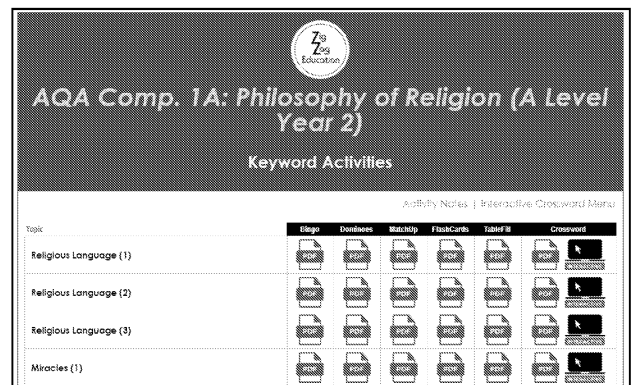 Zig
Zag
Education
AQA Comp. 1A: Philosophy of Religion (A Level
Year 2)
Keyword Activities
Activity Notes | Interactive Crossword Menu
Topic Bingo Dominoes MatchUp FlashCards TableFill Crossword
Religious Language (1) PDF PDF PDF PDF PDF PDF
Religious Language (2) PDF PDF PDF PDF PDF PDF
Religious Language (3) PDF PDF PDF PDF PDF PDF
Miracles (1) PDF PDF PDF PDF PDF PDF